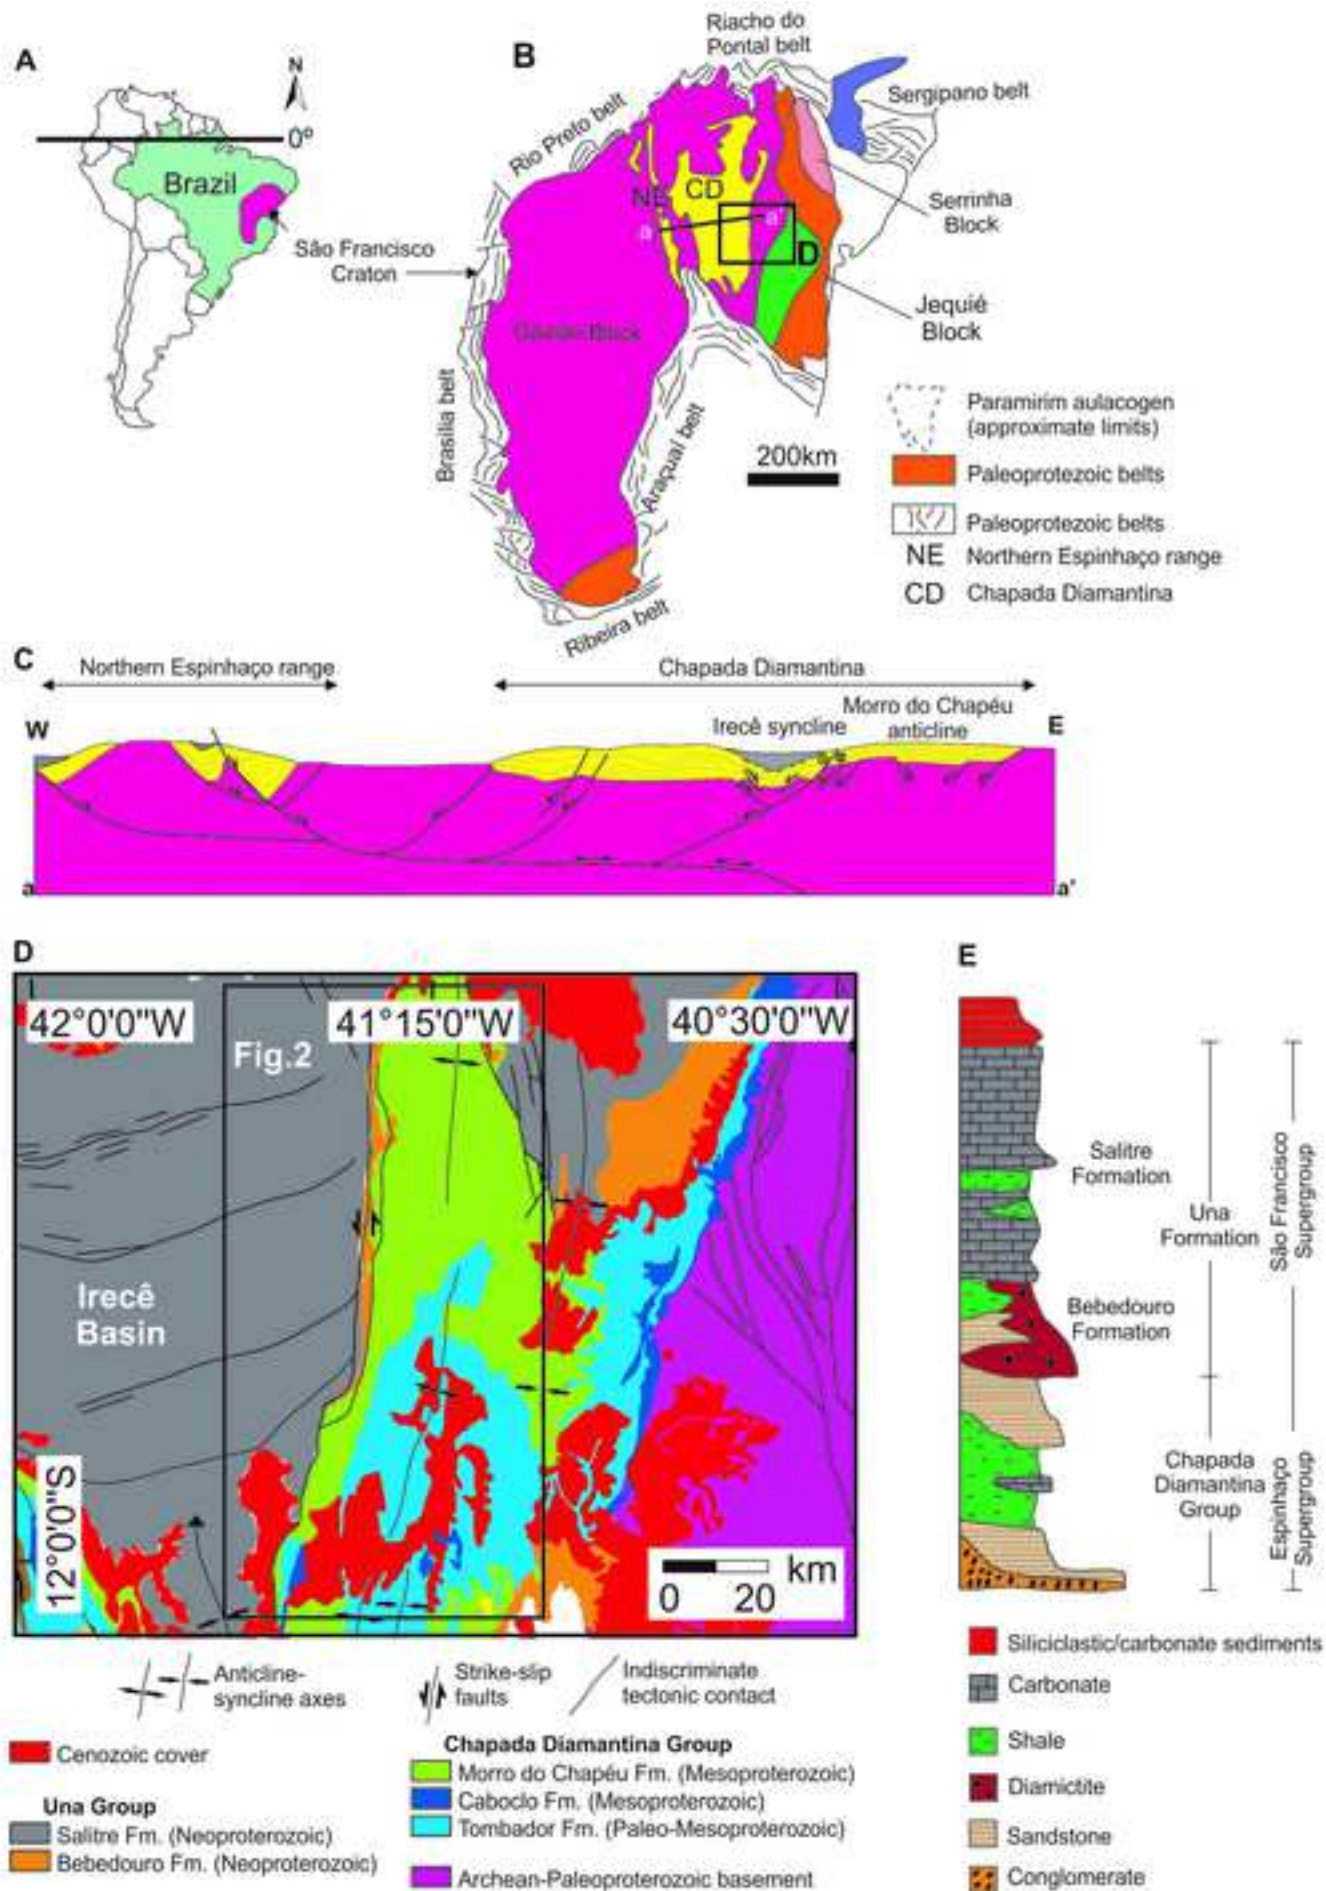 A
N
0º
Brazil
São Francisco
Craton
B
Riacho do
Pontal belt
Sergipano belt
Rio Preto belt
NE
CD
a
a'
D
Serrinha
Block
Jequié
Block
Block
Brasília belt
Araçuaí belt
Ribeira belt
200km
Paramirim aulacogen
(approximate limits)
Paleoprotezoic belts
Paleoprotezoic belts
NE Northern Espinhaço range
CD Chapada Diamantina
C
Northern Espinhaço range
Chapada Diamantina
Irecê syncline
Morro do Chapéu
anticline
W
E
a
a'
D
42°0'0"W
41°15'0"W
40°30'0"W
Fig.2
Irecê
Basin
12°0'0"S
km
0 20
Anticline-
syncline axes
Strike-slip
faults
Indiscriminate
tectonic contact
Cenozoic cover
Una Group
Salitre Fm. (Neoproterozoic)
Bebedouro Fm. (Neoproterozoic)
Chapada Diamantina Group
Morro do Chapéu Fm. (Mesoproterozoic)
Caboclo Fm. (Mesoproterozoic)
Tombador Fm. (Paleo-Mesoproterozoic)
Archean-Paleoproterozoic basement
E
Salitre
Formation
Bebedouro
Formation
Una
Formation
São Francisco
Supergroup
Chapada
Diamantina
Group
Espinhaço
Supergroup
Siliciclastic/carbonate sediments
Carbonate
Shale
Diamictite
Sandstone
Conglomerate